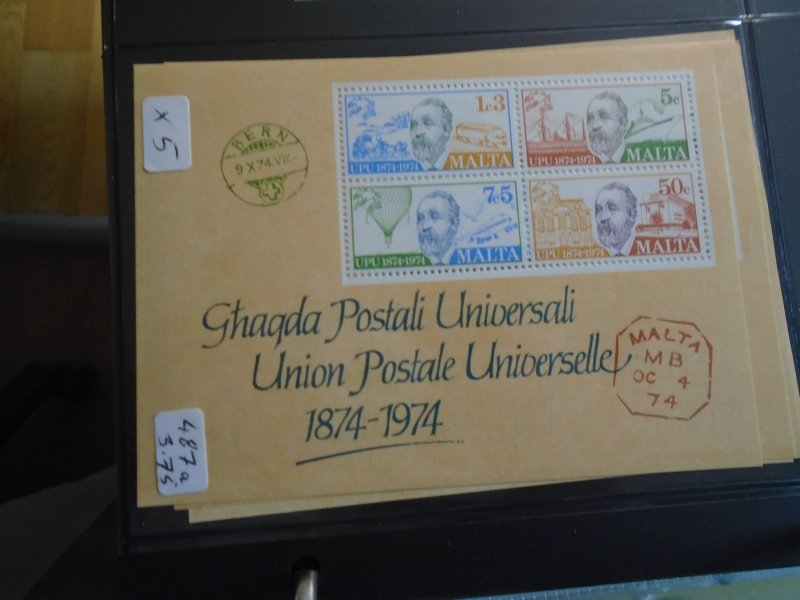 x 5
BERN
9 X 74.VIII-
1c3
UPU 1874-1974 MALTA
5c
UPU 1874-1974 MALTA
7c5
UPU 1874-1974 MALTA
50c
UPU 1874-1974 MALTA
Għaqda Postali Universali
Union Postale Universelle
1874-1974
MALTA
MB
OC 4
74
487a
3.75